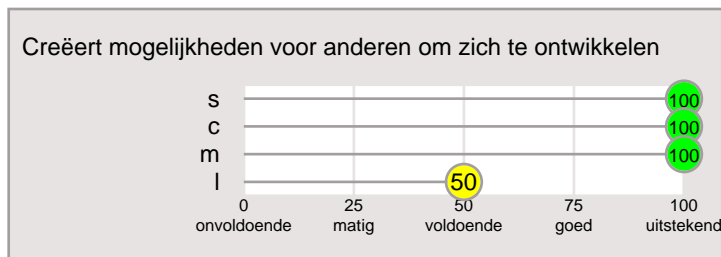 Creëert mogelijkheden voor anderen om zich te ontwikkelen
s 100
c 100
m 100
l 50
0 25 50 75 100
onvoldoende matig voldoende goed uitstekend